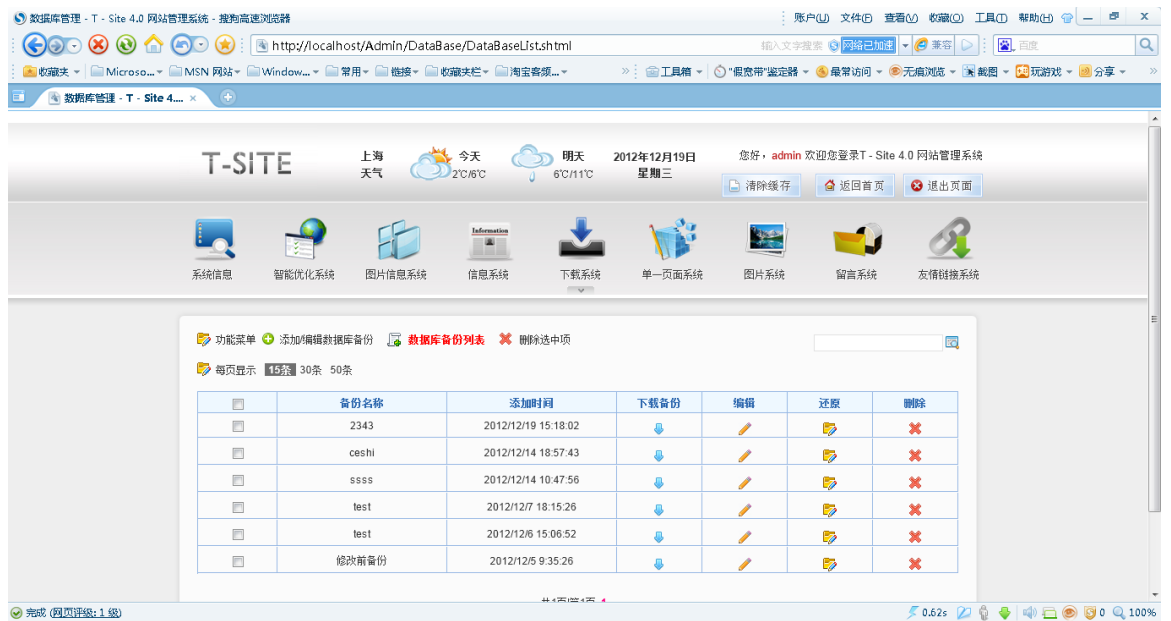 数据库管理 - T - Site 4.0 网站管理系统 - 搜狗高速浏览器
账户(U) 文件(F) 查看(V) 收藏(O) 工具(T) 帮助(H)
http://localhost/Admin/DataBase/DataBaseList.shtml
输入文字搜索 网络已加速 兼容 百度
收藏夹 Microso... MSN 网站 Window... 常用 链接 收藏夹栏 淘宝客频... » 工具箱 "假宽带"鉴定器 最常访问 无痕浏览 截图 玩游戏 分享 »
数据库管理 - T - Site 4.... ×
T-SITE
上海 今天 明天 2012年12月19日
天气 2℃/6℃ 6℃/11℃ 星期三
您好，admin 欢迎您登录T - Site 4.0 网站管理系统
清除缓存 返回首页 退出页面
Information
系统信息 智能优化系统 图片信息系统 信息系统 下载系统 单一页面系统 图片系统 留言系统 友情链接系统
功能菜单 添加/编辑数据库备份 数据库备份列表 删除选中项
每页显示 15条 30条 50条
备份名称 添加时间 下载备份 编辑 还原 删除
2343 2012/12/19 15:18:02
ceshi 2012/12/14 18:57:43
ssss 2012/12/14 10:47:56
test 2012/12/7 18:15:26
test 2012/12/6 15:06:52
修改前备份 2012/12/5 9:35:26
共1页/第1页 1
完成 (网页评级: 1 级)
0.62s 0 100%